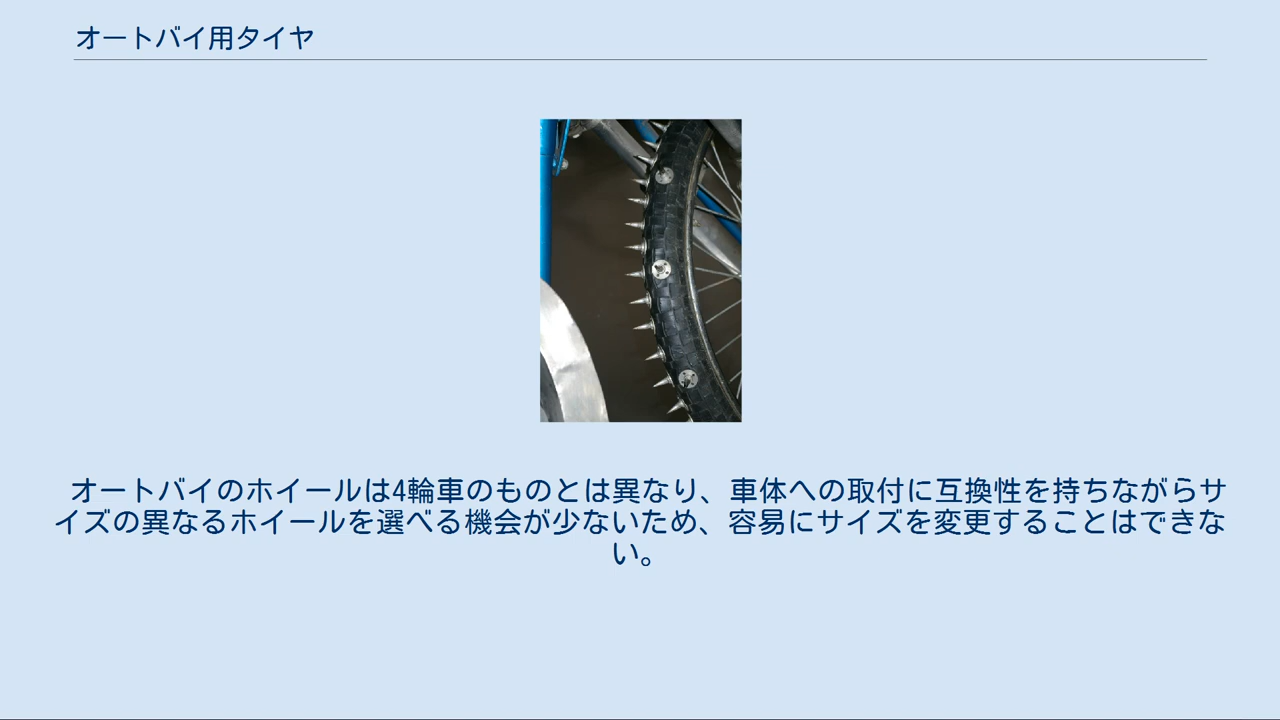 オートバイ用タイヤ
オートバイのホイールは4輪車のものとは異なり、車体への取付に互換性を持ちながらサ
イズの異なるホイールを選べる機会が少ないため、容易にサイズを変更することはできな
い。